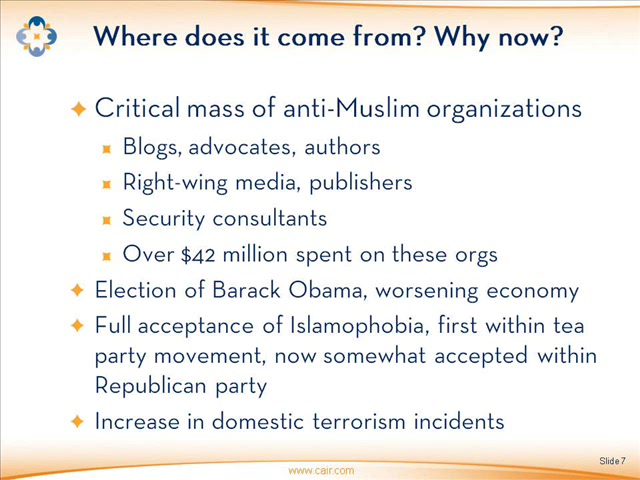 Where does it come from? Why now?
Critical mass of anti-Muslim organizations
Blogs, advocates, authors
Right-wing media, publishers
Security consultants
Over $42 million spent on these orgs
Election of Barack Obama, worsening economy
Full acceptance of Islamophobia, first within tea
party movement, now somewhat accepted within
Republican party
Increase in domestic terrorism incidents
Slide 7
www.cair.com